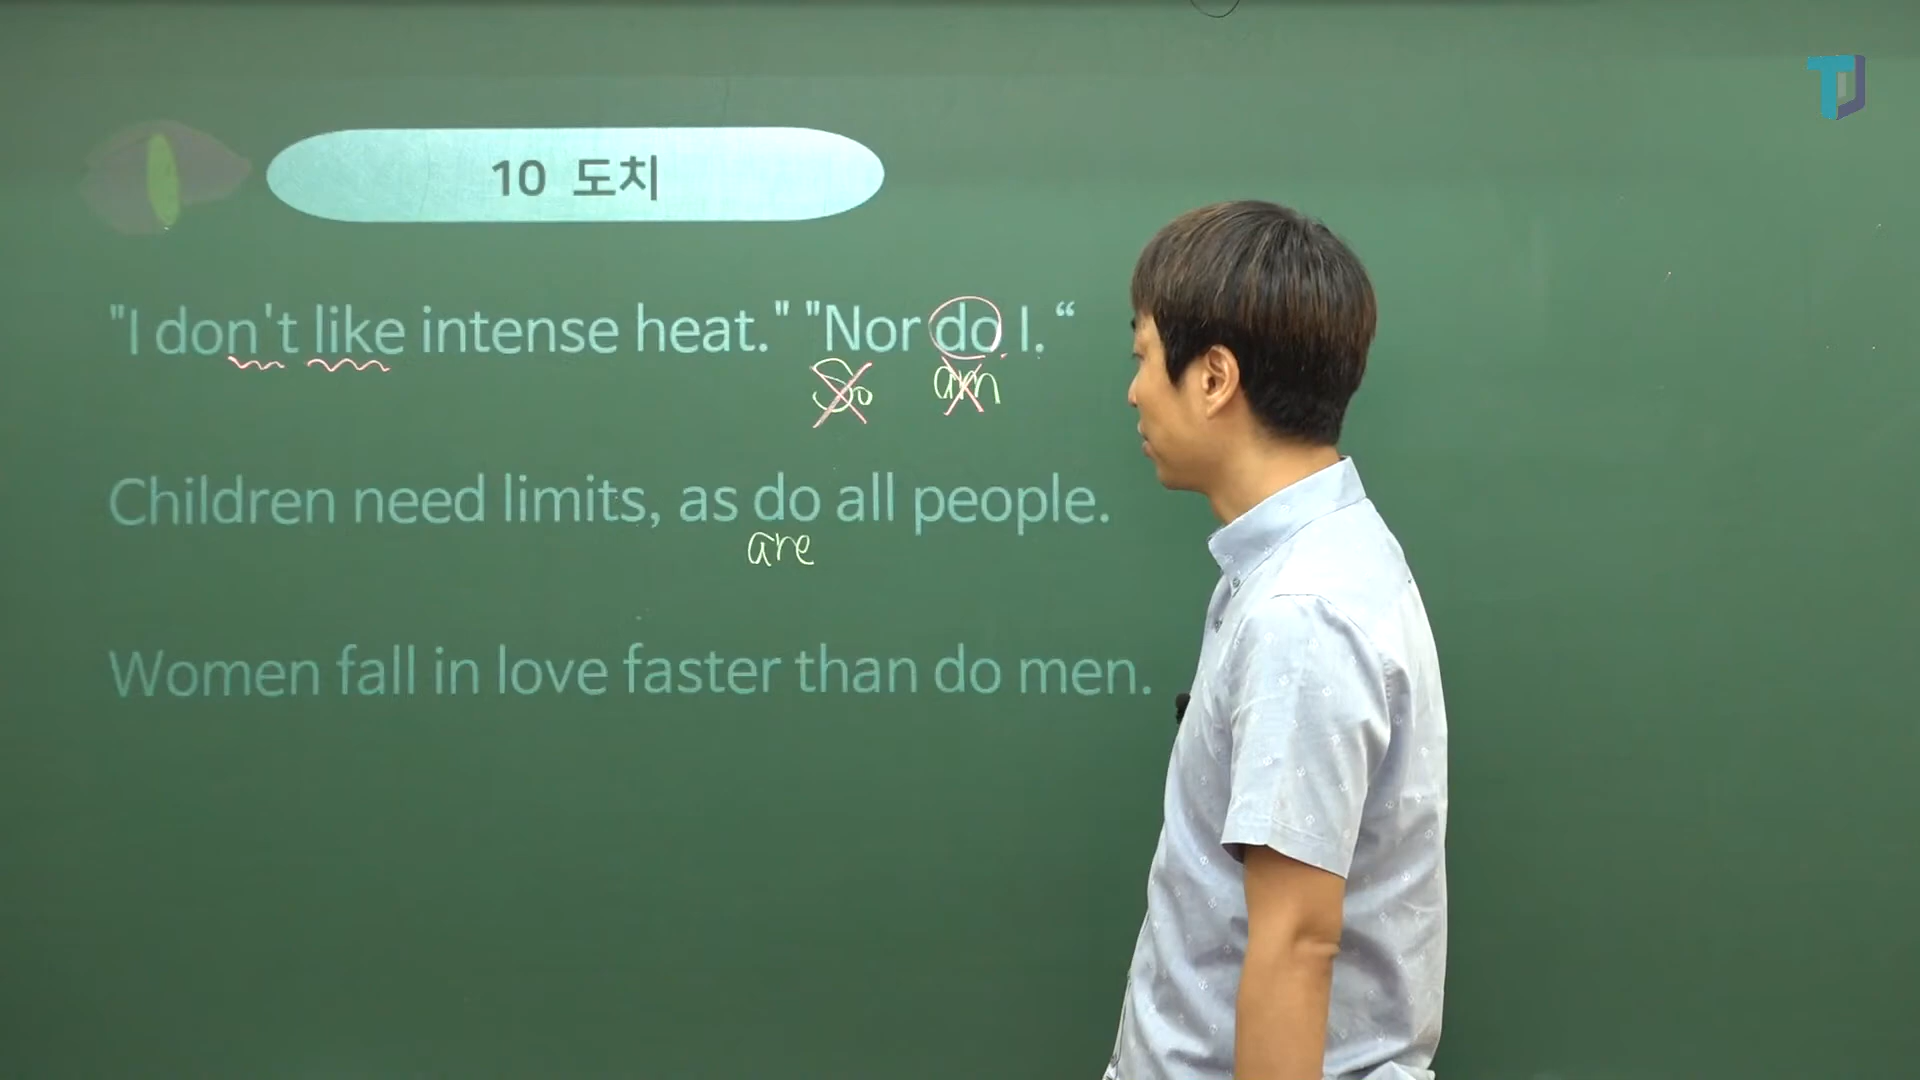 10 도치
"I don't like intense heat." "Nor do I.“
So am
Children need limits, as do all people.
are
Women fall in love faster than do men.